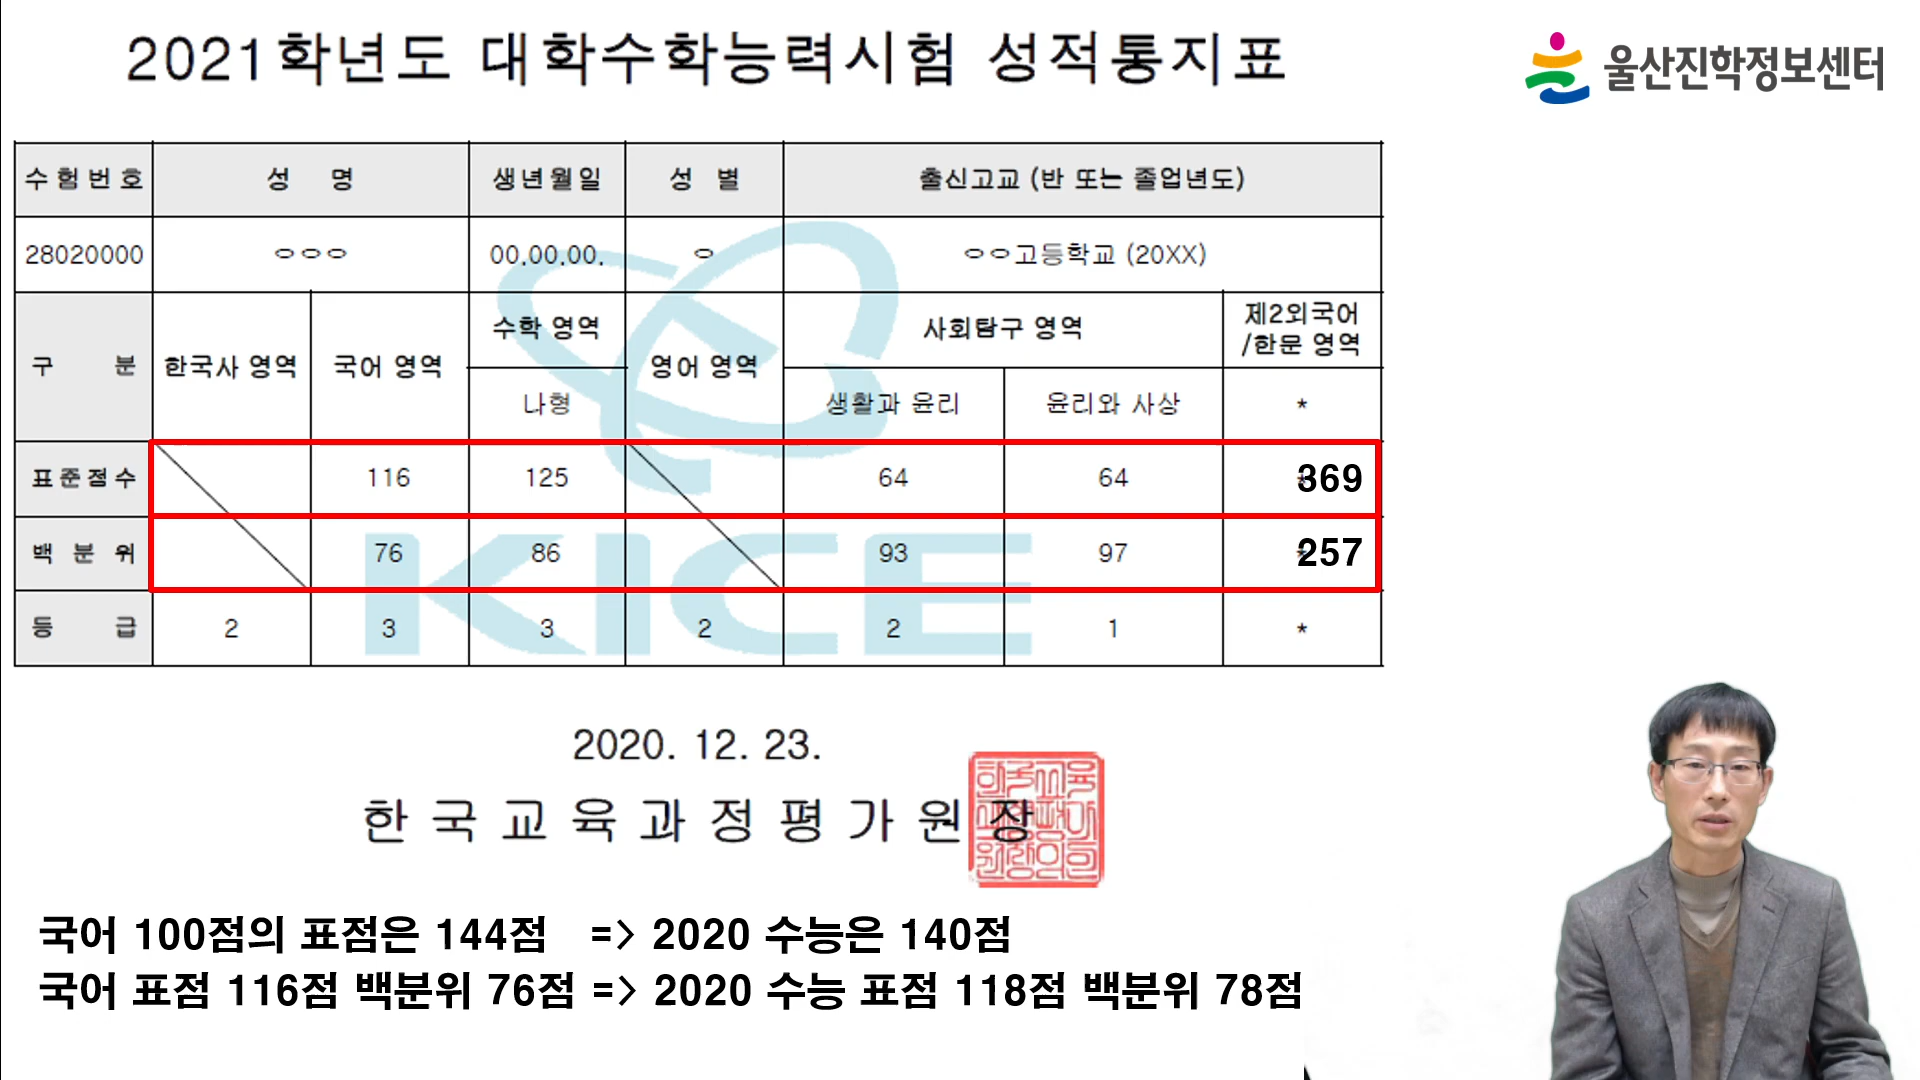 2021학년도 대학수학능력시험 성적통지표
울산진학정보센터
수험번호 성 명 생년월일 성 별 출신고교 (반 또는 졸업년도)
28020000 ㅇㅇㅇ 00.00.00. ㅇ ㅇㅇ고등학교 (20XX)
구 분 한국사 영역 국어 영역 수학 영역 영어 영역 사회탐구 영역 제2외국어
/한문 영역
나형 생활과 윤리 윤리와 사상 *
표준점수 116 125 64 64 369
백 분 위 76 86 93 97 257
등 급 2 3 3 2 2 1 *
KICE
2020. 12. 23.
한국교육과정평가원장
국어 100점의 표점은 144점 => 2020 수능은 140점
국어 표점 116점 백분위 76점 => 2020 수능 표점 118점 백분위 78점